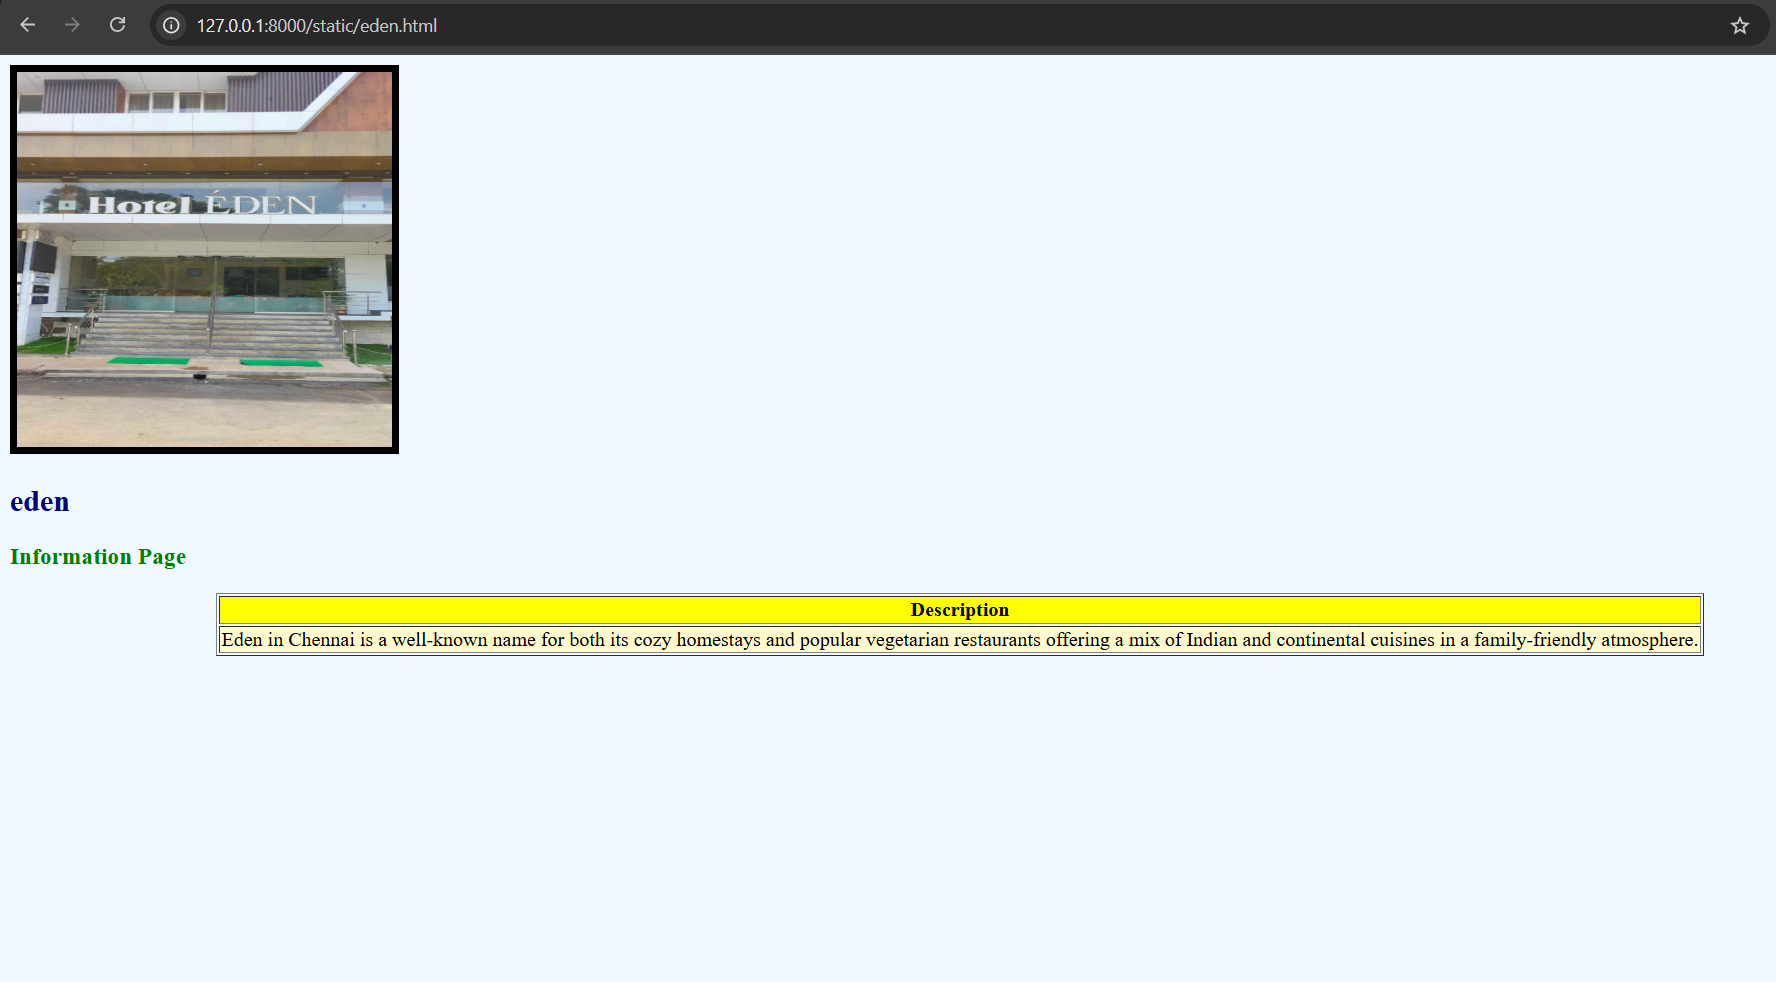 127.0.0.1:8000/static/eden.html
Hotel ÉDEN
eden
Information Page
Description
Eden in Chennai is a well-known name for both its cozy homestays and popular vegetarian restaurants offering a mix of Indian and continental cuisines in a family-friendly atmosphere.